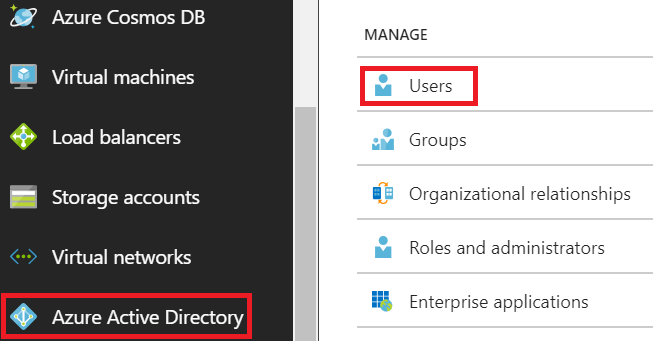 Azure Cosmos DB
Virtual machines
Load balancers
Storage accounts
Virtual networks
Azure Active Directory
MANAGE
Users
Groups
Organizational relationships
Roles and administrators
Enterprise applications